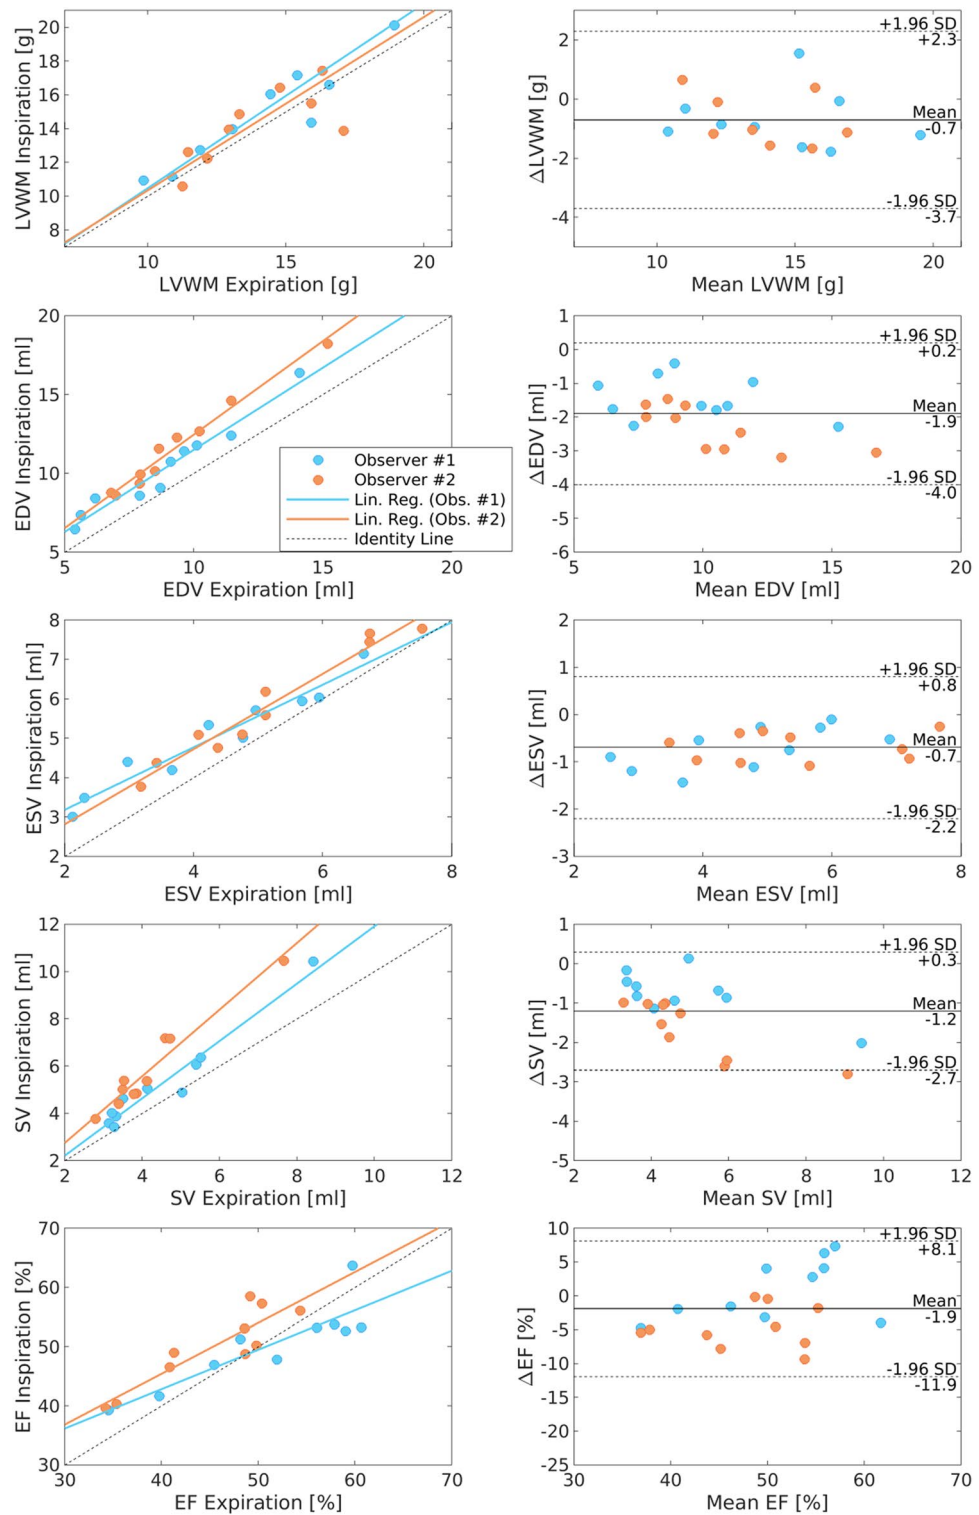 20
18
16
14
12
10
8
LVWM Inspiration [g]
10 15 20
LVWM Expiration [g]
2
0
-2
-4
ΔLVWM [g]
+1.96 SD
+2.3
Mean
-0.7
-1.96 SD
-3.7
10 15 20
Mean LVWM [g]
20
15
10
5
EDV Inspiration [ml]
5 10 15 20
EDV Expiration [ml]
Observer #1
Observer #2
Lin. Reg. (Obs. #1)
Lin. Reg. (Obs. #2)
Identity Line
1
0
-1
-2
-3
-4
-5
-6
ΔEDV [ml]
+1.96 SD
+0.2
Mean
-1.9
-1.96 SD
-4.0
5 10 15 20
Mean EDV [ml]
8
7
6
5
4
3
2
ESV Inspiration [ml]
2 4 6 8
ESV Expiration [ml]
2
1
0
-1
-2
-3
ΔESV [ml]
+1.96 SD
+0.8
Mean
-0.7
-1.96 SD
-2.2
2 4 6 8
Mean ESV [ml]
12
10
8
6
4
2
SV Inspiration [ml]
2 4 6 8 10 12
SV Expiration [ml]
1
0
-1
-2
-3
-4
-5
ΔSV [ml]
+1.96 SD
+0.3
Mean
-1.2
-1.96 SD
-2.7
2 4 6 8 10 12
Mean SV [ml]
70
60
50
40
30
EF Inspiration [%]
30 40 50 60 70
EF Expiration [%]
10
5
0
-5
-10
-15
-20
-25
ΔEF [%]
+1.96 SD
+8.1
Mean
-1.9
-1.96 SD
-11.9
30 40 50 60 70
Mean EF [%]